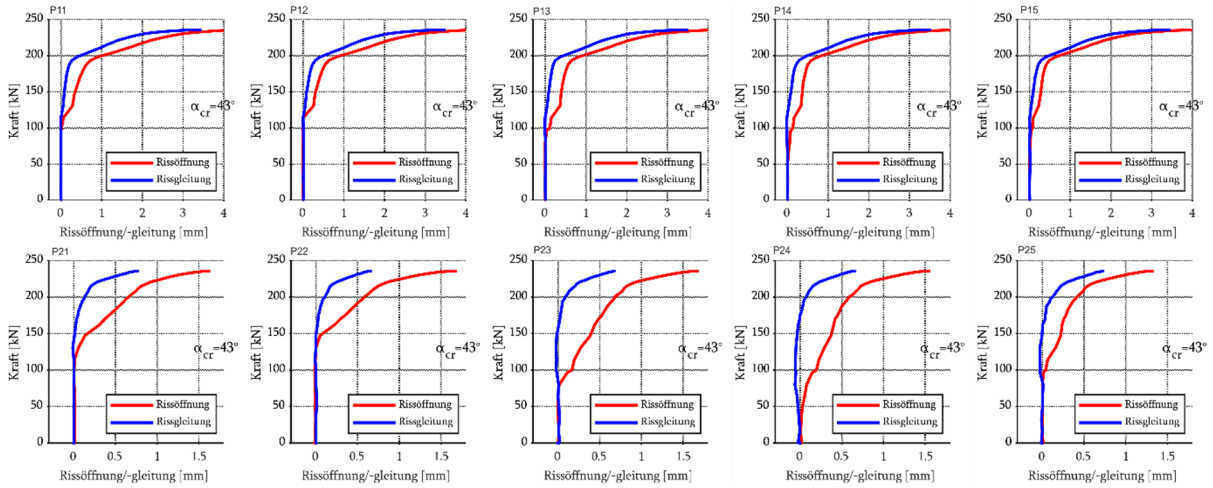 P11
250
200
150
100
50
0
Kraft [kN]
α_cr=43°
Rissöffnung
Rissgleitung
0 1 2 3 4
Rissöffnung/-gleitung [mm]
P12
250
200
150
100
50
0
Kraft [kN]
α_cr=43°
Rissöffnung
Rissgleitung
0 1 2 3 4
Rissöffnung/-gleitung [mm]
P13
250
200
150
100
50
0
Kraft [kN]
α_cr=43°
Rissöffnung
Rissgleitung
0 1 2 3 4
Rissöffnung/-gleitung [mm]
P14
250
200
150
100
50
0
Kraft [kN]
α_cr=43°
Rissöffnung
Rissgleitung
0 1 2 3 4
Rissöffnung/-gleitung [mm]
P15
250
200
150
100
50
0
Kraft [kN]
α_cr=43°
Rissöffnung
Rissgleitung
0 1 2 3 4
Rissöffnung/-gleitung [mm]
P21
250
200
150
100
50
0
Kraft [kN]
α_cr=43°
Rissöffnung
Rissgleitung
0 0.5 1 1.5
Rissöffnung/-gleitung [mm]
P22
250
200
150
100
50
0
Kraft [kN]
α_cr=43°
Rissöffnung
Rissgleitung
0 0.5 1 1.5
Rissöffnung/-gleitung [mm]
P23
250
200
150
100
50
0
Kraft [kN]
α_cr=43°
Rissöffnung
Rissgleitung
0 0.5 1 1.5
Rissöffnung/-gleitung [mm]
P24
250
200
150
100
50
0
Kraft [kN]
α_cr=43°
Rissöffnung
Rissgleitung
0 0.5 1 1.5
Rissöffnung/-gleitung [mm]
P25
250
200
150
100
50
0
Kraft [kN]
α_cr=43°
Rissöffnung
Rissgleitung
0 0.5 1 1.5
Rissöffnung/-gleitung [mm]